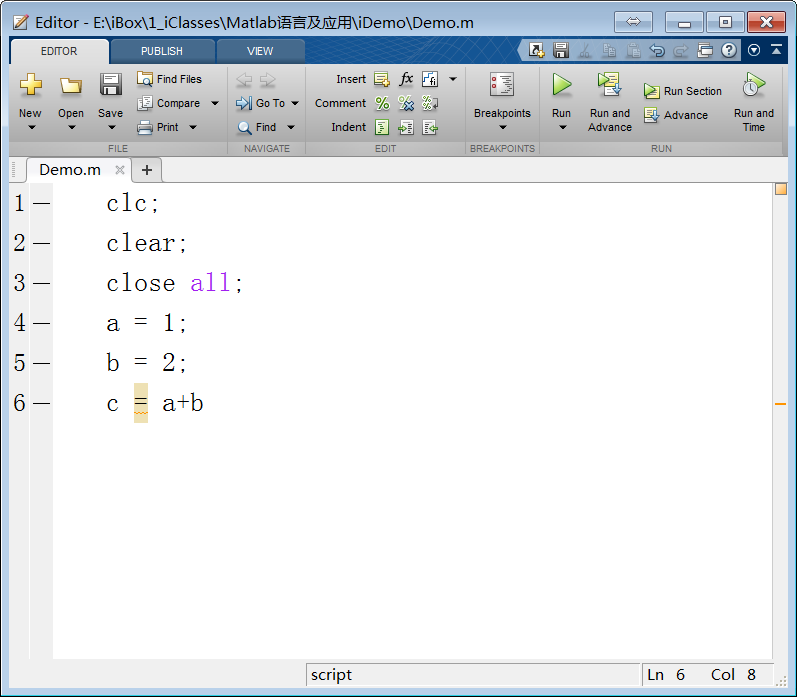 Editor - E:\iBox\1_iClasses\Matlab语言及应用\iDemo\Demo.m
EDITOR PUBLISH VIEW
New Open Save Find Files Compare Print
FILE
Go To Find
NAVIGATE
Insert fx
Comment % %
Indent
EDIT
Breakpoints
BREAKPOINTS
Run Run and Advance Run Section Advance Run and Time
RUN
Demo.m
1 clc;
2 clear;
3 close all;
4 a = 1;
5 b = 2;
6 c = a+b
script Ln 6 Col 8